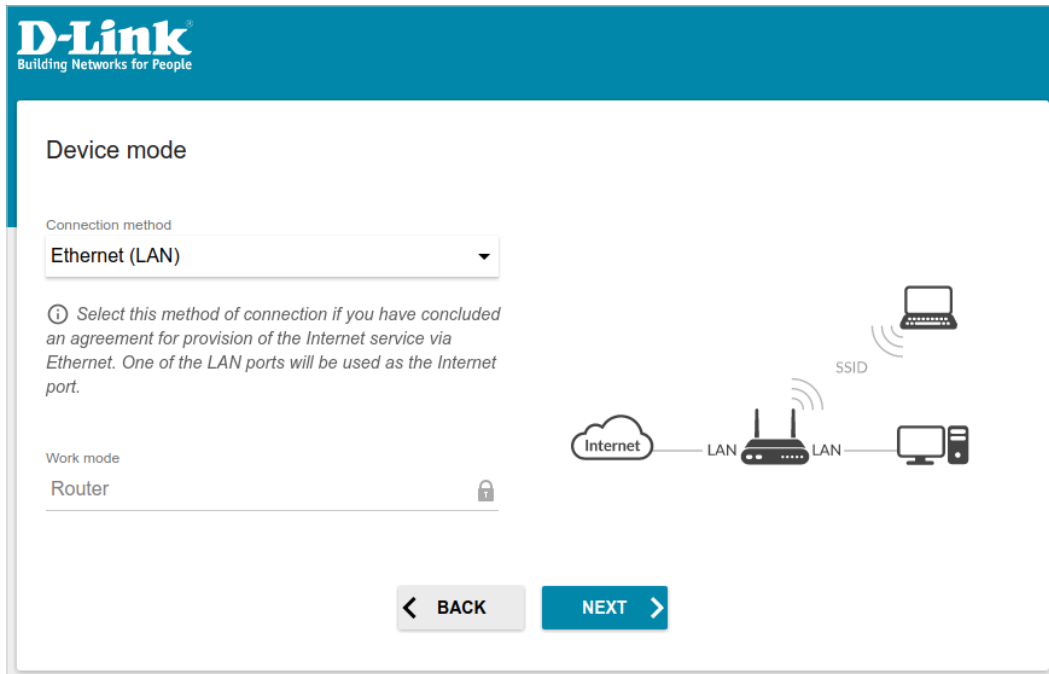 D-Link®
Building Networks for People
Device mode
Connection method
Ethernet (LAN)
Select this method of connection if you have concluded
an agreement for provision of the Internet service via
Ethernet. One of the LAN ports will be used as the Internet
port.
SSID
Internet LAN LAN
Work mode
Router
BACK NEXT